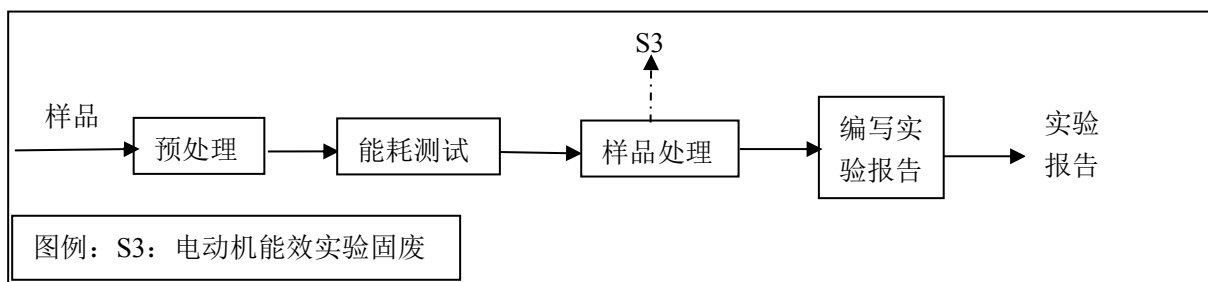 S3
样品
预处理
能耗测试
样品处理
编写实
验报告
实验
报告
图例：S3：电动机能效实验固废